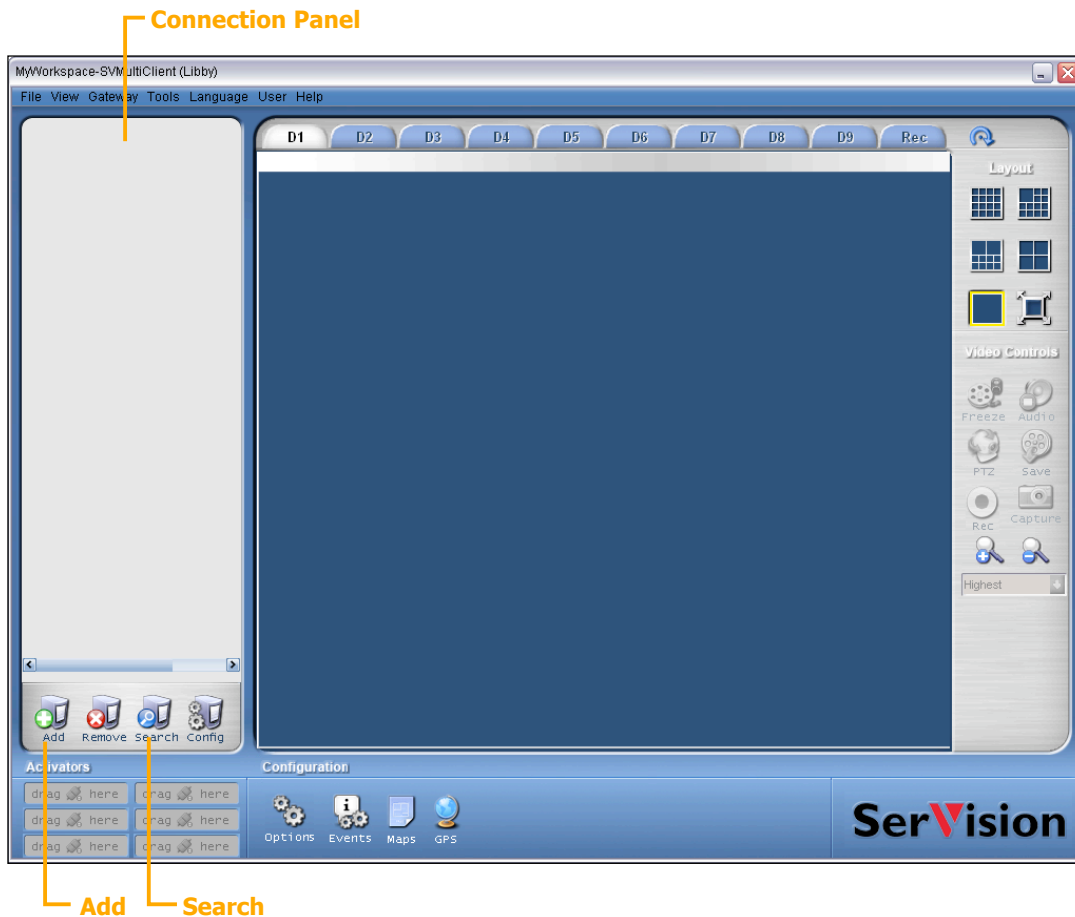 Connection Panel
MyWorkspace-SVMultiClient (Libby)
File View Gateway Tools Language User Help
D1 D2 D3 D4 D5 D6 D7 D8 D9 Rec
Layout
Video Controls
Freeze Audio
PTZ Save
Rec Capture
Highest
Add Remove Search Config
Activators
Configuration
drag here drag here
drag here drag here
drag here drag here
Options Events Maps GPS
SerVision
Add Search